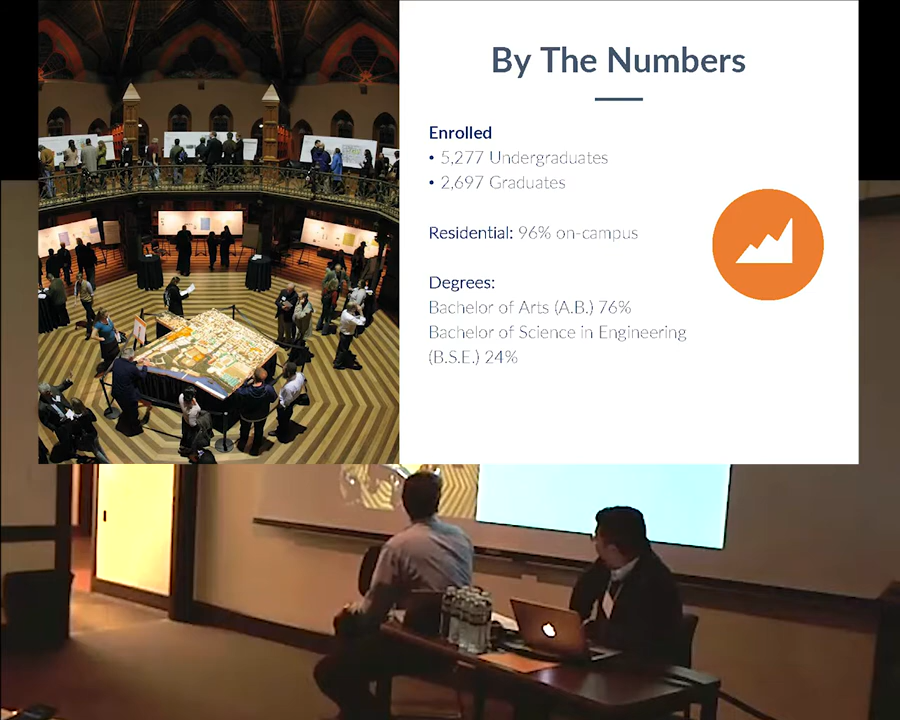 By The Numbers
Enrolled
• 5,277 Undergraduates
• 2,697 Graduates
Residential: 96% on-campus
Degrees:
Bachelor of Arts (A.B.) 76%
Bachelor of Science in Engineering
(B.S.E.) 24%